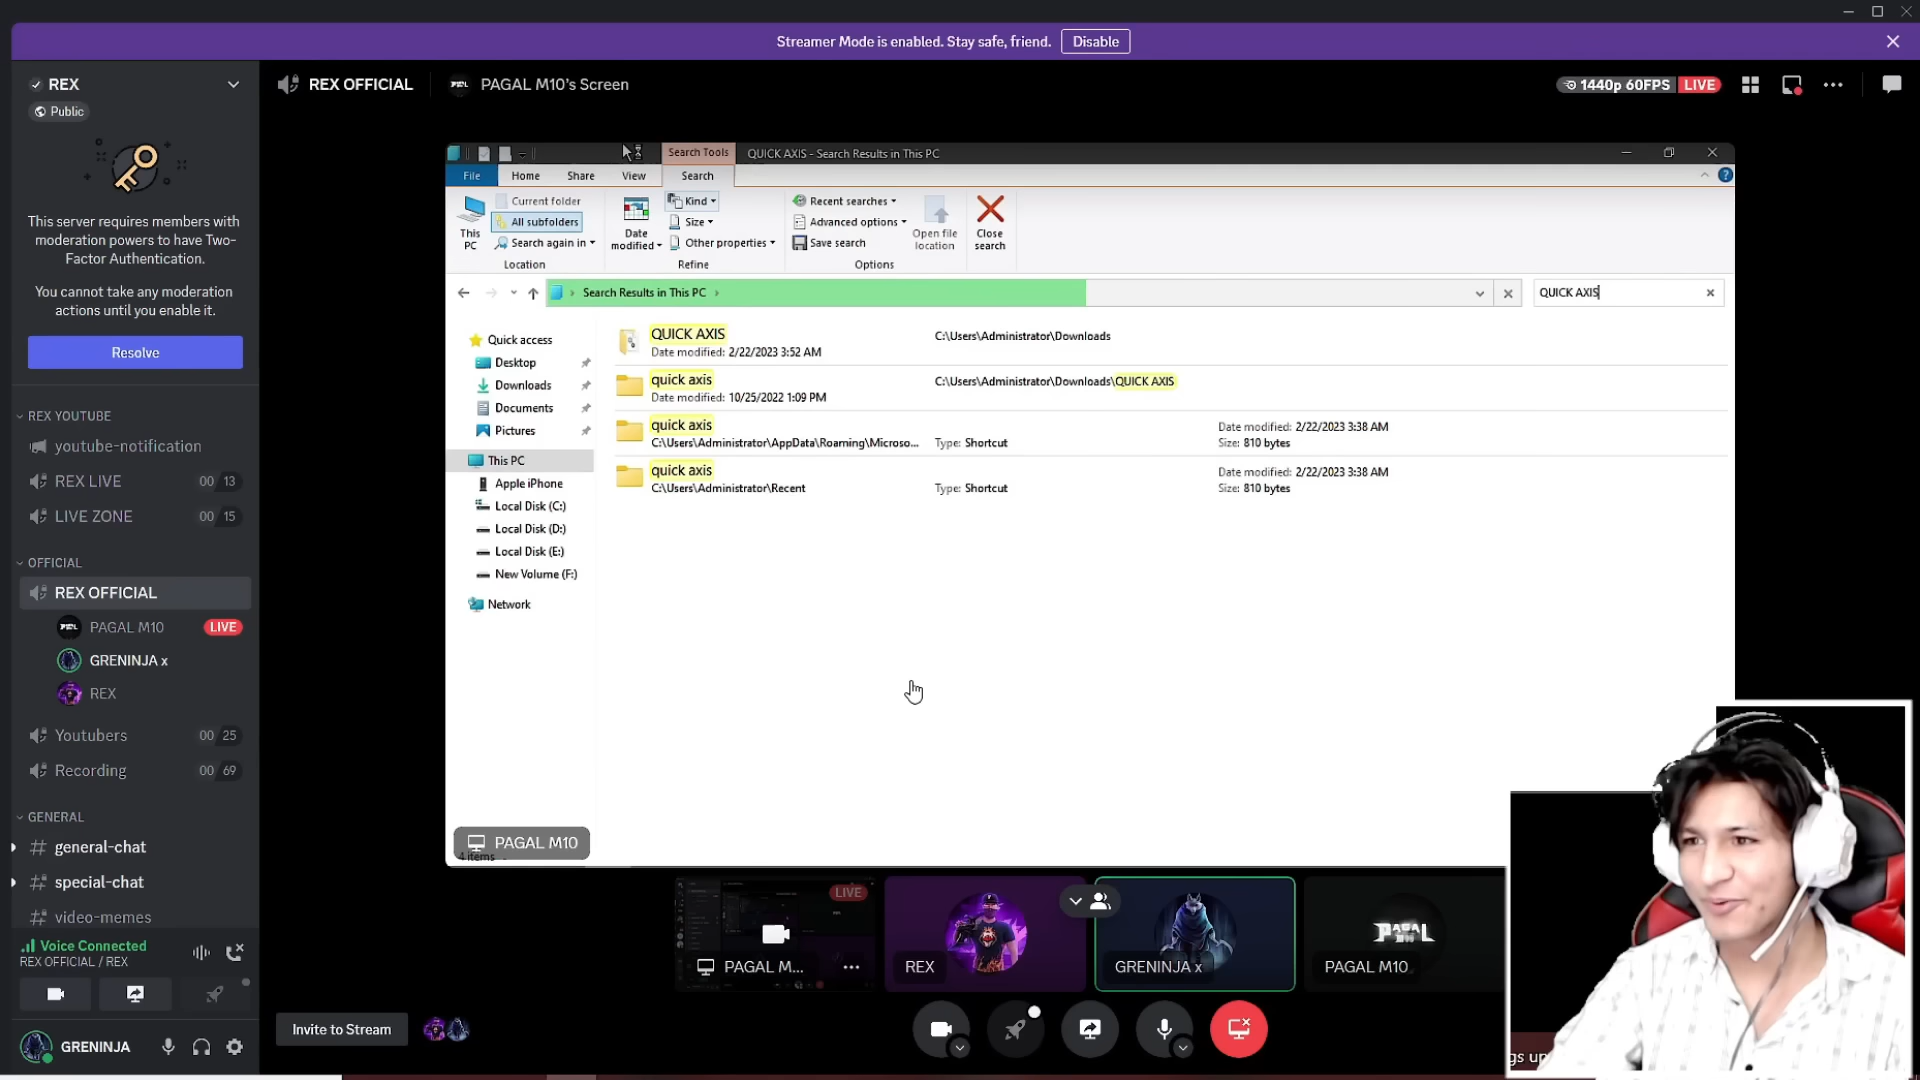 Streamer Mode is enabled. Stay safe, friend. Disable
REX
Public
This server requires members with
moderation powers to have Two-
Factor Authentication.
You cannot take any moderation
actions until you enable it.
Resolve
REX YOUTUBE
youtube-notification
REX LIVE 00 13
LIVE ZONE 00 15
OFFICIAL
REX OFFICIAL
PAGAL M10 LIVE
GRENINJA x
REX
Youtubers 00 25
Recording 00 69
GENERAL
general-chat
special-chat
video-memes
Voice Connected
REX OFFICIAL / REX
GRENINJA
REX OFFICIAL PAGAL M10's Screen 1440p 60FPS LIVE
Search Tools QUICK AXIS - Search Results in This PC
File Home Share View Search
This PC
Current folder
All subfolders
Search again in
Location
Date modified
Kind
Size
Other properties
Refine
Recent searches
Advanced options
Save search
Options
Open file location
Close search
Search Results in This PC QUICK AXIS
Quick access
Desktop
Downloads
Documents
Pictures
This PC
Apple iPhone
Local Disk (C:)
Local Disk (D:)
Local Disk (E:)
New Volume (F:)
Network
QUICK AXIS C:\Users\Administrator\Downloads
Date modified: 2/22/2023 3:52 AM
quick axis C:\Users\Administrator\Downloads\QUICK AXIS
Date modified: 10/25/2022 1:09 PM
quick axis Date modified: 2/22/2023 3:38 AM
C:\Users\Administrator\AppData\Roaming\Microso... Type: Shortcut Size: 810 bytes
quick axis Date modified: 2/22/2023 3:38 AM
C:\Users\Administrator\Recent Type: Shortcut Size: 810 bytes
PAGAL M10
4 items
LIVE
PAGAL M...
REX
GRENINJA x
PAGAL M10
Invite to Stream